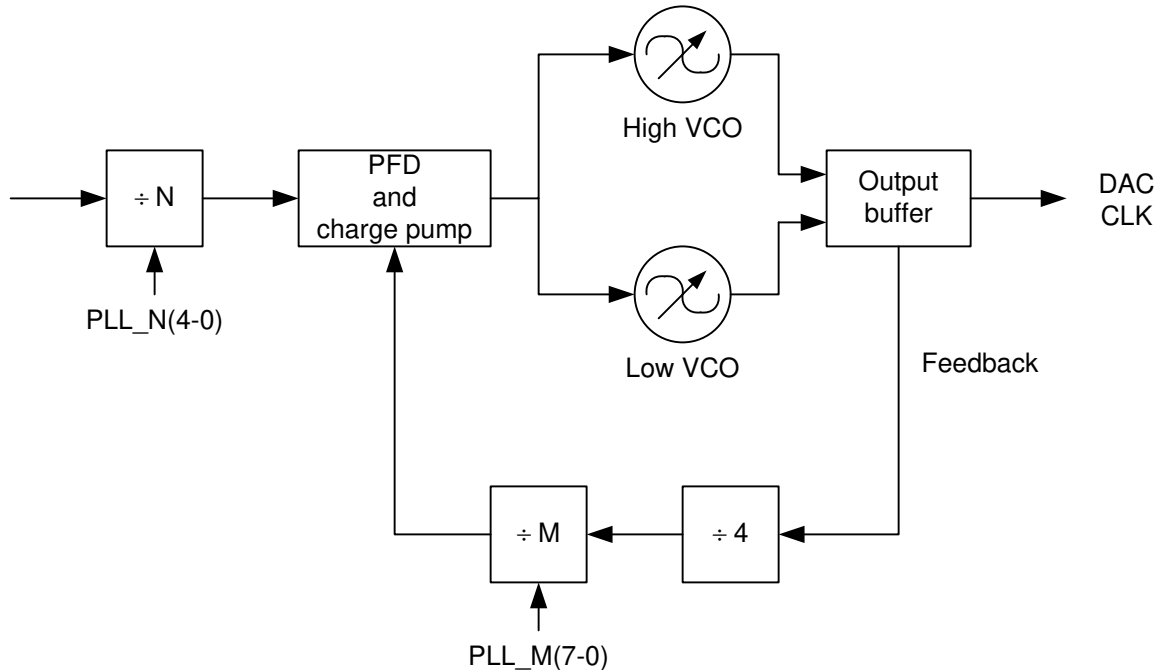 High VCO
÷ N
PFD
and
charge pump
Output
buffer
DAC
CLK
PLL_N(4-0)
Low VCO
Feedback
÷ M
÷ 4
PLL_M(7-0)